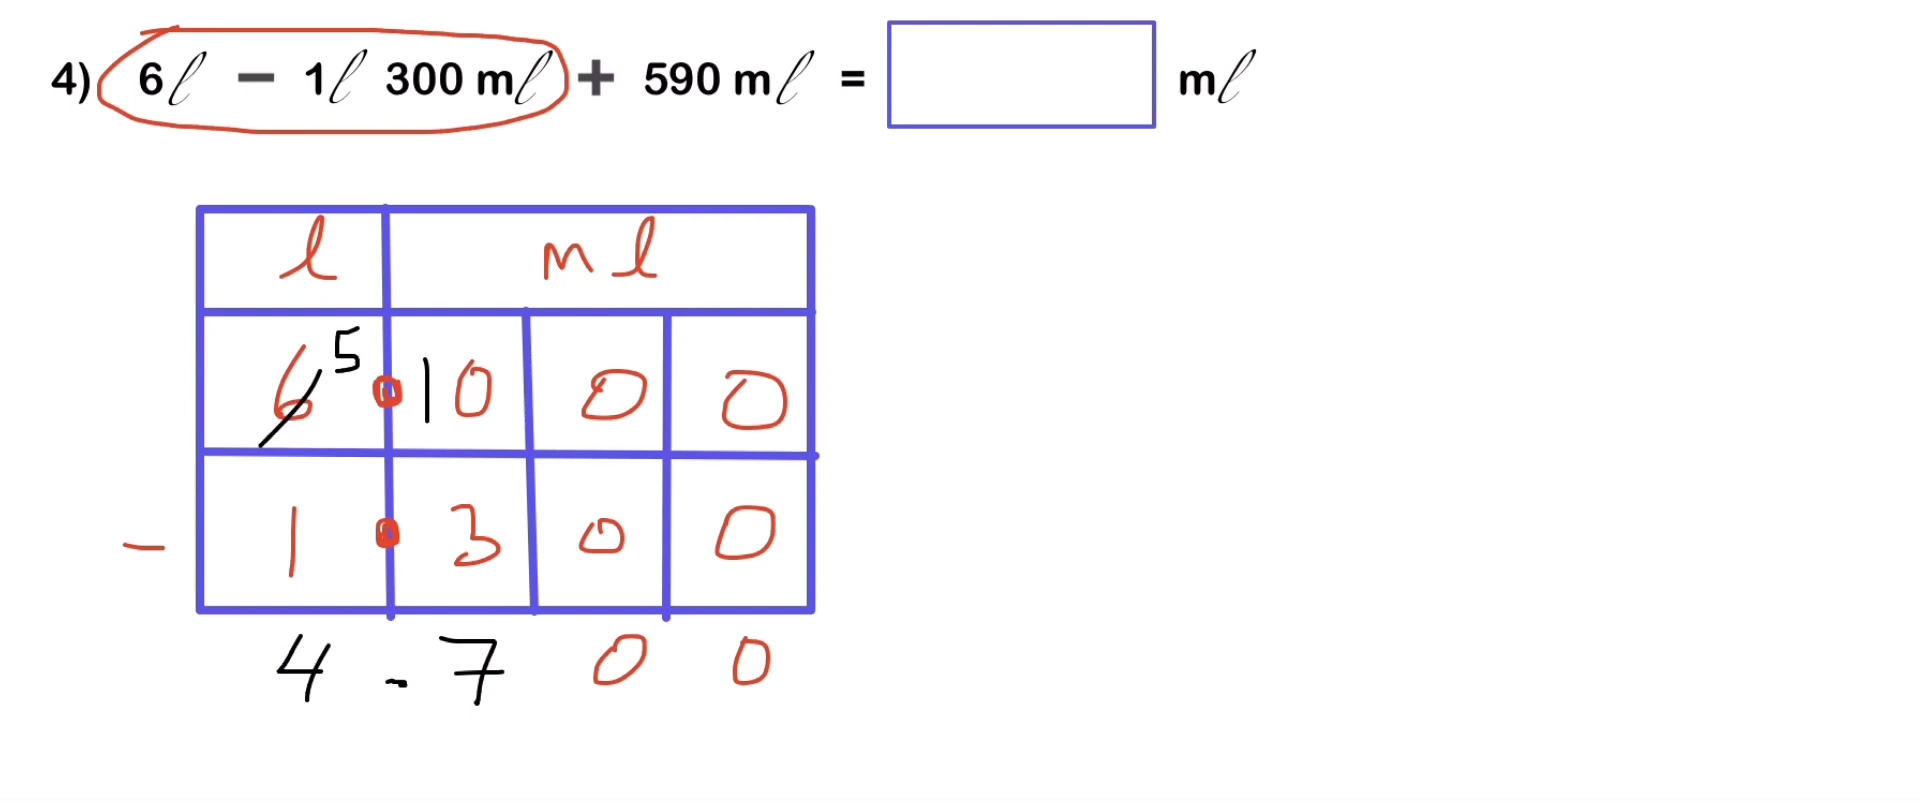 4) 6ℓ − 1ℓ 300 mℓ + 590 mℓ = mℓ
l ml
6 5 . 10 0 0
− 1 . 3 0 0
4 . 7 0 0